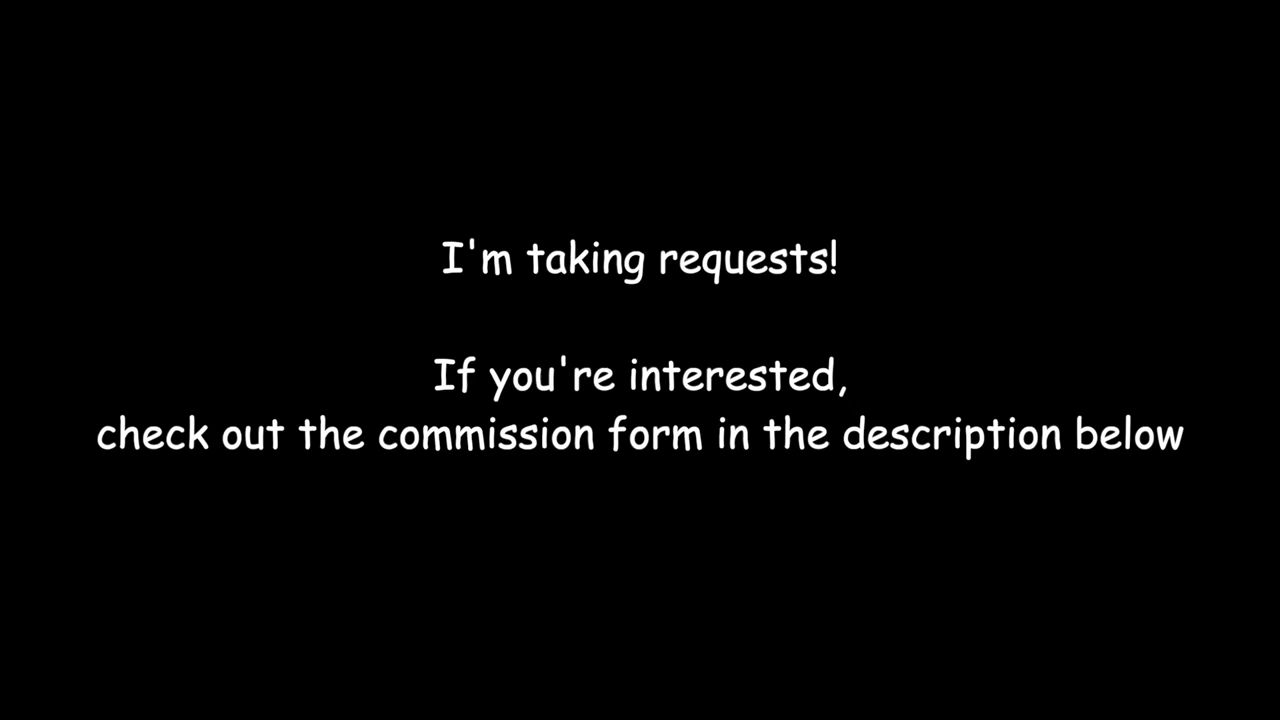 I'm taking requests!
If you're interested,
check out the commission form in the description below